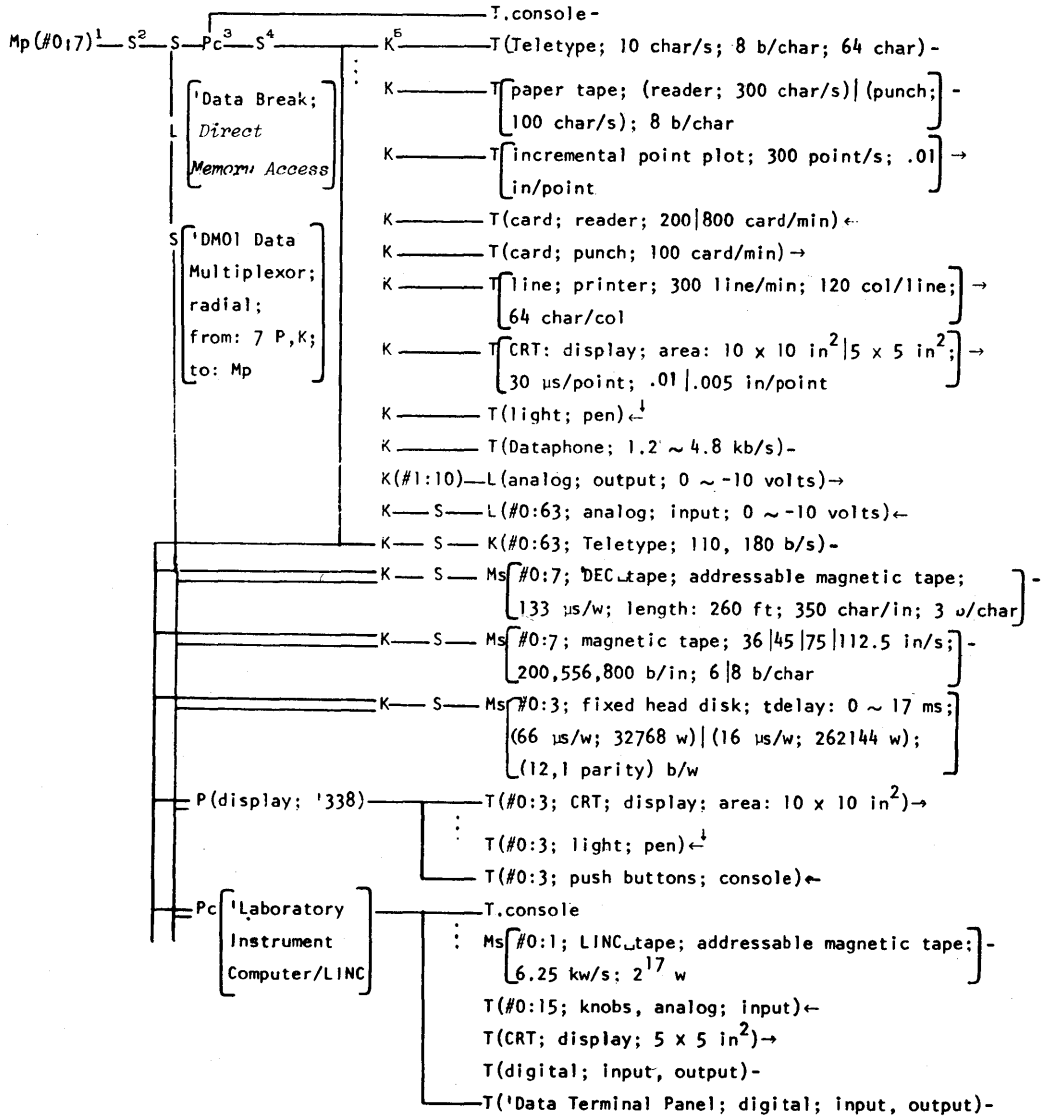 T.console-
Mp(#0:7)¹— S²— S —Pc³— S⁴— K⁵— T(Teletype; 10 char/s; 8 b/char; 64 char)-
'Data Break;
Direct
Memory Access
L
K — T[paper tape; (reader; 300 char/s)|(punch;
100 char/s); 8 b/char] -
K — T[incremental point plot; 300 point/s; .01
in/point] →
K — T(card; reader; 200|800 card/min)←
K — T(card; punch; 100 card/min)→
S['DM01 Data
Multiplexor;
radial;
from: 7 P,K;
to: Mp]
K — T[line; printer; 300 line/min; 120 col/line;
64 char/col] →
K — T[CRT: display; area: 10 x 10 in²|5 x 5 in²;
30 µs/point; .01|.005 in/point] →
K — T(light; pen)←↓
K — T(Dataphone; 1.2 ~ 4.8 kb/s)-
K(#1:10)—L(analog; output; 0 ~ -10 volts)→
K— S— L(#0:63; analog; input; 0 ~ -10 volts)←
K— S— K(#0:63; Teletype; 110, 180 b/s)-
K— S— Ms[#0:7; 'DEC␣tape; addressable magnetic tape;
133 µs/w; length: 260 ft; 350 char/in; 3 /char] -
K— S— Ms[#0:7; magnetic tape; 36|45|75|112.5 in/s;
200,556,800 b/in; 6|8 b/char] -
K— S— Ms[#0:3; fixed head disk; tdelay: 0 ~ 17 ms;
(66 µs/w; 32768 w)|(16 µs/w; 262144 w);
(12,1 parity) b/w]
P(display; '338)— T(#0:3; CRT; display; area: 10 x 10 in²)→
T(#0:3; light; pen)←↓
T(#0:3; push buttons; console)←
Pc['Laboratory
Instrument
Computer/LINC]
T.console
Ms[#0:1; LINC␣tape; addressable magnetic tape;
6.25 kw/s; 2¹⁷ w] -
T(#0:15; knobs, analog; input)←
T(CRT; display; 5 x 5 in²)→
T(digital; input, output)-
T('Data Terminal Panel; digital; input, output)-